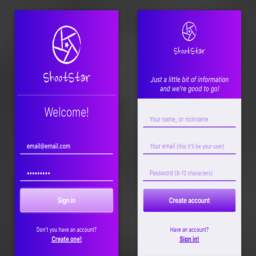 ShootStar
Welcome!
email@email.com
•••••••••
Sign in
Don't you have an account?
Create one!
ShootStar
Just a little bit of information
and we're good to go!
Your name, or nickname
Your email (this it'll be your user)
Password (8-12 characters)
Create account
Have an account?
Sign in!